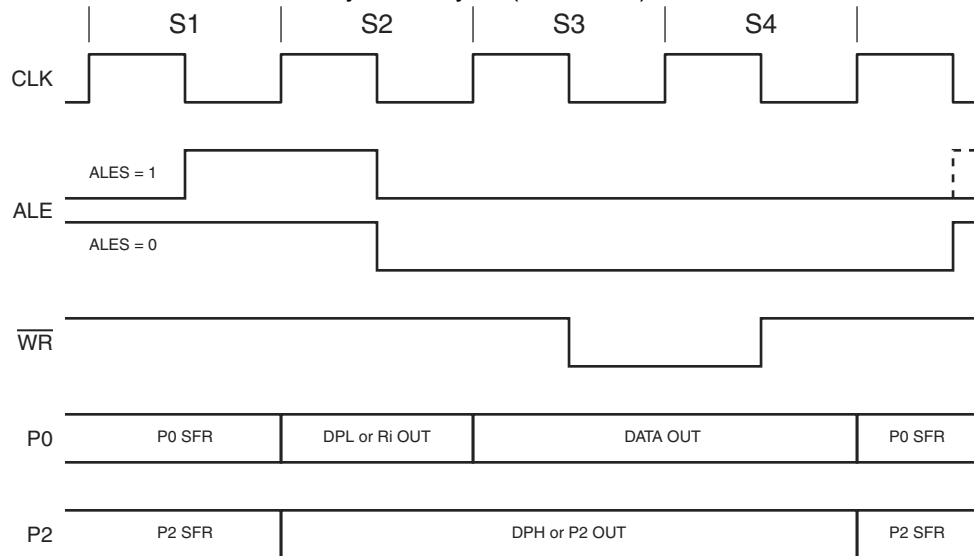 S1 S2 S3 S4
CLK
ALES = 1
ALE
ALES = 0
WR
P0 P0 SFR DPL or Ri OUT DATA OUT P0 SFR
P2 P2 SFR DPH or P2 OUT P2 SFR